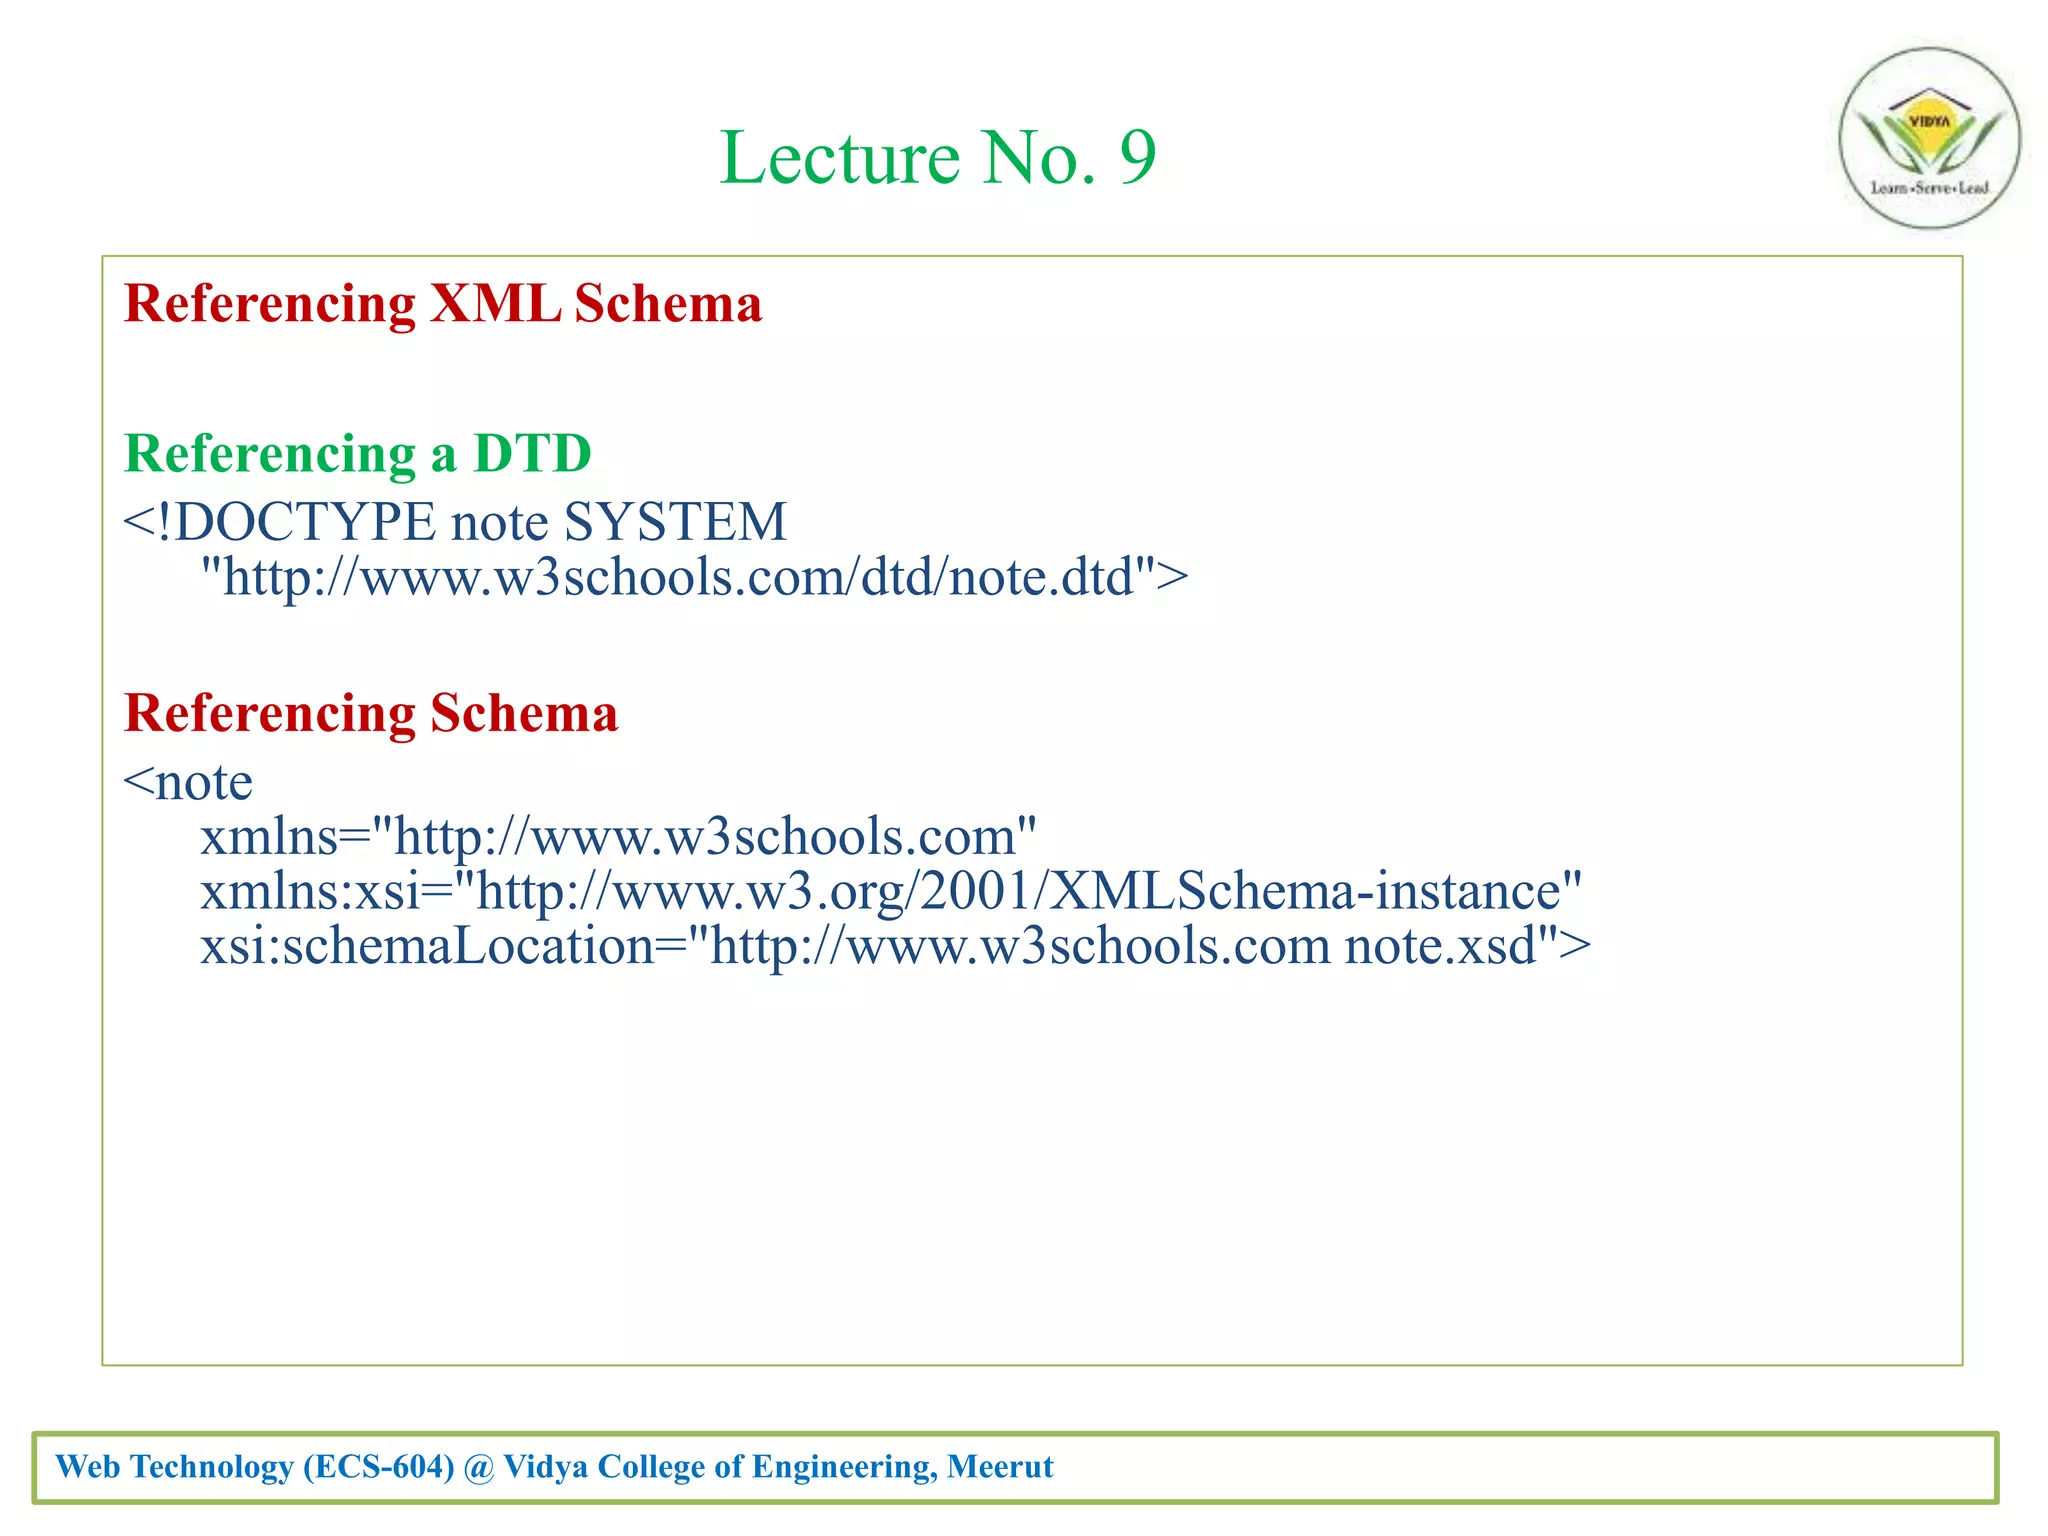 Lecture No. 9
VIDYA
Learn•Serve•Lead
Referencing XML Schema
Referencing a DTD
<!DOCTYPE note SYSTEM
"http://www.w3schools.com/dtd/note.dtd">
Referencing Schema
<note
xmlns="http://www.w3schools.com"
xmlns:xsi="http://www.w3.org/2001/XMLSchema-instance"
xsi:schemaLocation="http://www.w3schools.com note.xsd">
Web Technology (ECS-604) @ Vidya College of Engineering, Meerut